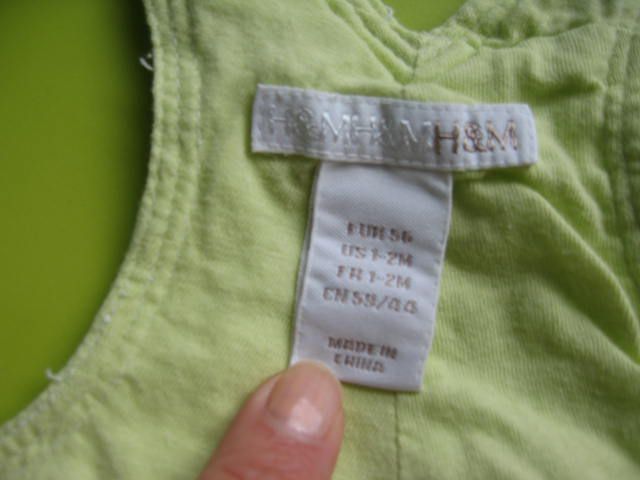 H&MH&MH&M
EUR 56
US 1-2M
FR 1-2M
CN 59/44
MADE IN
CHINA